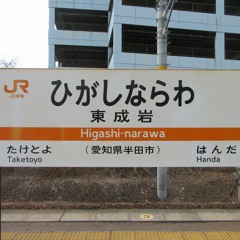 JR
JR東海
ひがしならわ
東成岩
Higashi-narawa
(愛知県半田市)
たけとよ
Taketoyo
はんだ
Handa